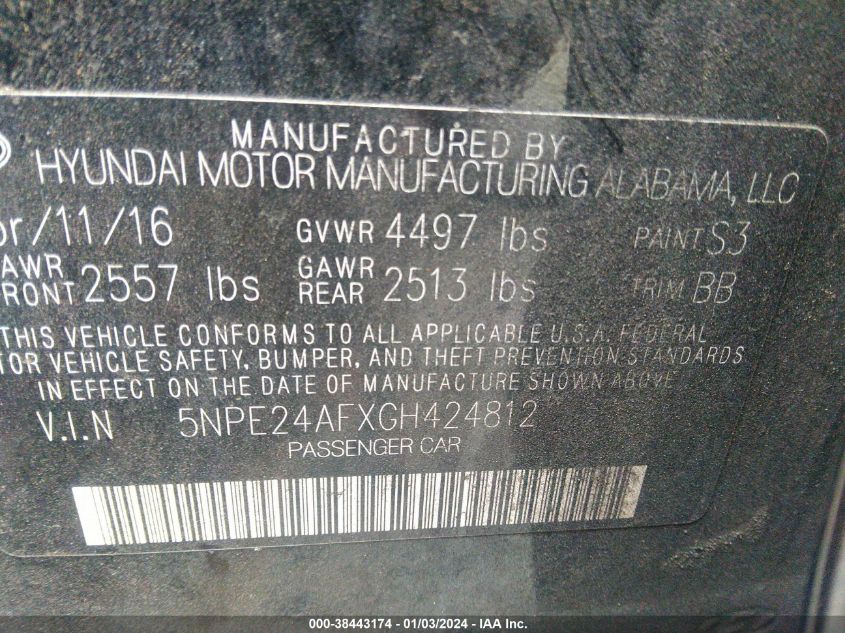 MANUFACTURED BY
HYUNDAI MOTOR MANUFACTURING ALABAMA, LLC
pr/11/16 GVWR 4497 lbs PAINT S3
AWR FRONT 2557 lbs GAWR REAR 2513 lbs TRIM BB
THIS VEHICLE CONFORMS TO ALL APPLICABLE U.S.A. FEDERAL
TOR VEHICLE SAFETY, BUMPER, AND THEFT PREVENTION STANDARDS
IN EFFECT ON THE DATE OF MANUFACTURE SHOWN ABOVE.
V.I.N 5NPE24AFXGH424812
PASSENGER CAR
000-38443174 - 01/03/2024 - IAA Inc.